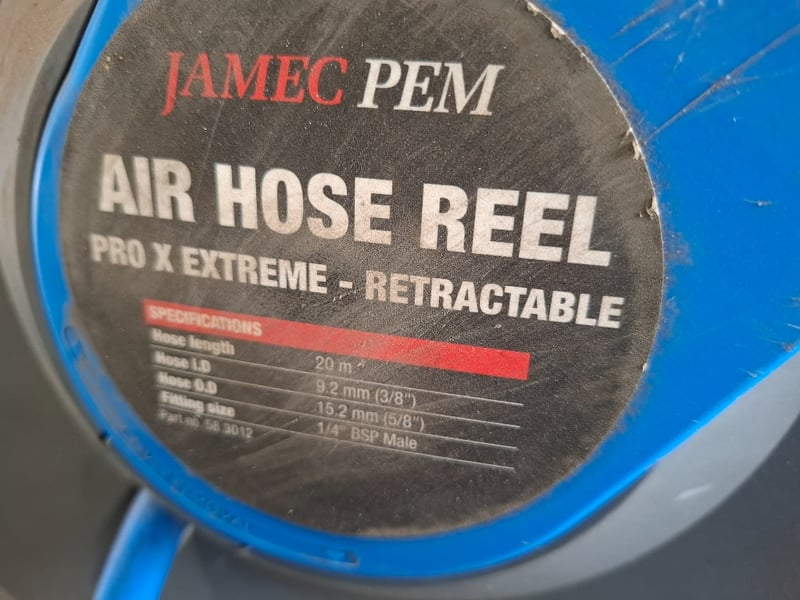 JAMEC PEM
AIR HOSE REEL
PRO X EXTREME - RETRACTABLE
SPECIFICATIONS
Hose length 20 m
Hose I.D 9.2 mm (3/8")
Hose O.D 15.2 mm (5/8")
Fitting size 1/4" BSP Male
Part no. 56.3012